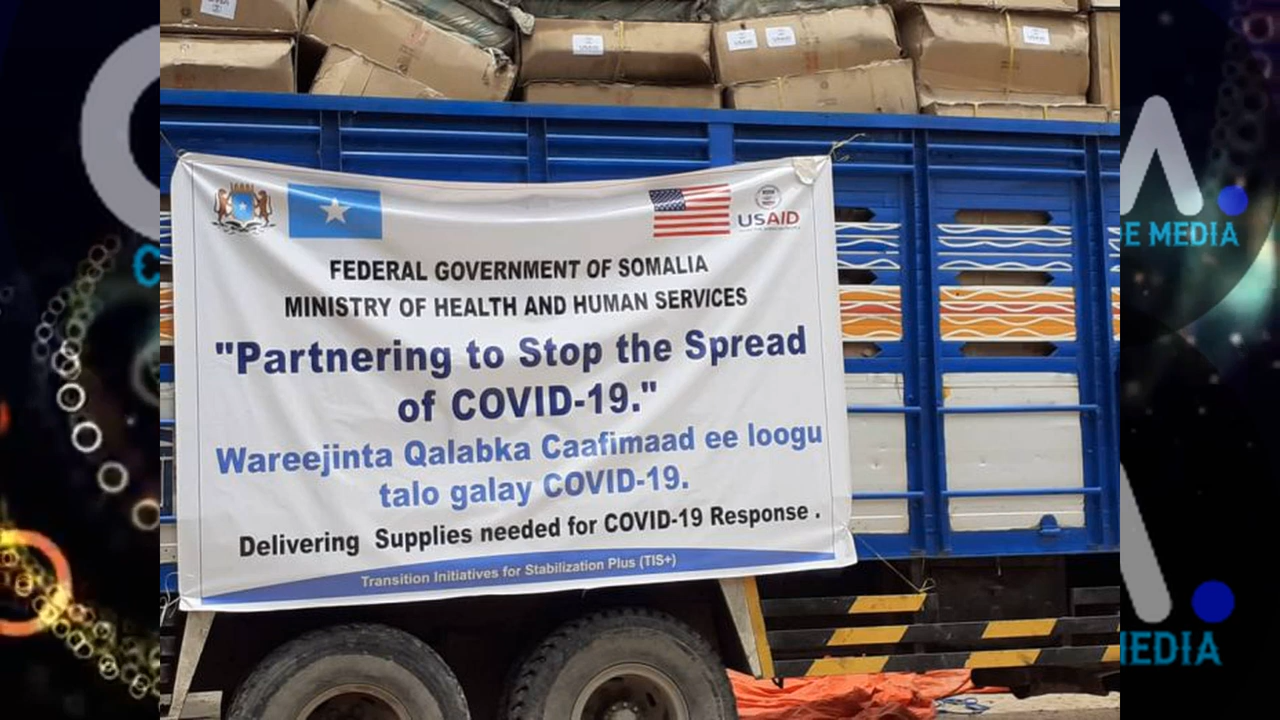 USAID
FEDERAL GOVERNMENT OF SOMALIA
MINISTRY OF HEALTH AND HUMAN SERVICES
"Partnering to Stop the Spread
of COVID-19."
Wareejinta Qalabka Caafimaad ee loogu
talo galay COVID-19.
Delivering Supplies needed for COVID-19 Response .
Transition Initiatives for Stabilization Plus (TIS+)
MEDIA
MEDIA